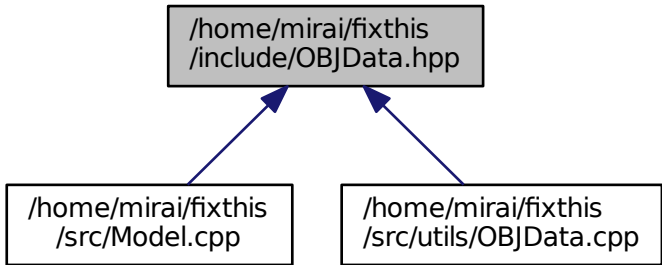 /home/mirai/fixthis
/include/OBJData.hpp
/home/mirai/fixthis
/src/Model.cpp
/home/mirai/fixthis
/src/utils/OBJData.cpp